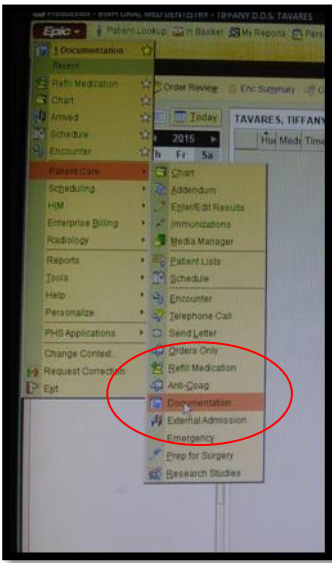 Production - BWH ORAL MED DENTISTRY - TIFFANY D.D.S. TAVARES
Epic Patient Lookup In Basket My Reports
1 Documentation
Recent
Refill Medication
Chart
Arrived
Schedule
Encounter
Patient Care
Scheduling
HIM
Enterprise Billing
Radiology
Reports
Tools
Help
Personalize
PHS Applications
Change Context...
Request Correction
Exit
Order Review Enc Summary
Today
2015
Fr Sa
TAVARES, TIFFANY
Time
Chart
Addendum
Enter/Edit Results
Immunizations
Media Manager
Patient Lists
Schedule
Encounter
Telephone Call
Send Letter
Orders Only
Refill Medication
Anti-Coag
Documentation
External Admission
Emergency
Prep for Surgery
Research Studies